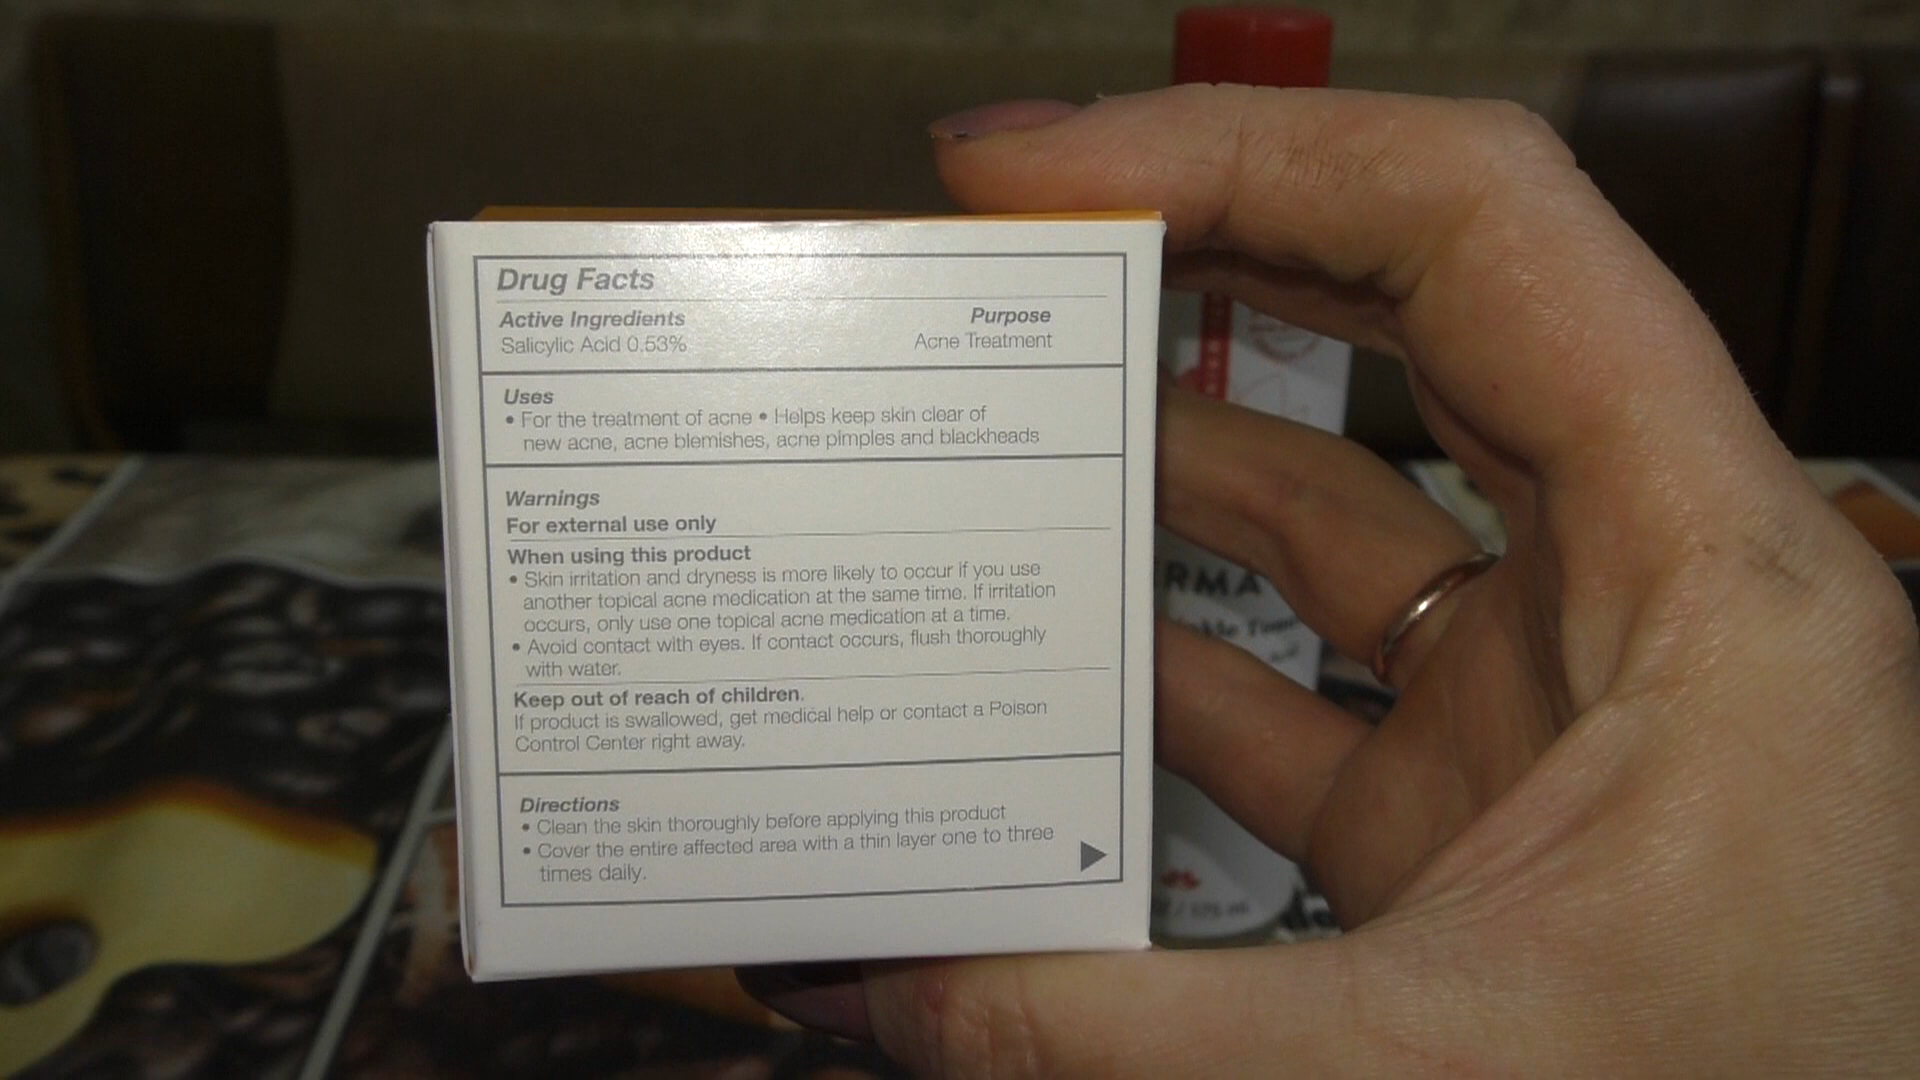 Drug Facts
Active Ingredients Purpose
Salicylic Acid 0.53% Acne Treatment
Uses
• For the treatment of acne • Helps keep skin clear of
new acne, acne blemishes, acne pimples and blackheads
Warnings
For external use only
When using this product
• Skin irritation and dryness is more likely to occur if you use
another topical acne medication at the same time. If irritation
occurs, only use one topical acne medication at a time.
• Avoid contact with eyes. If contact occurs, flush thoroughly
with water.
Keep out of reach of children.
If product is swallowed, get medical help or contact a Poison
Control Center right away.
Directions
• Clean the skin thoroughly before applying this product
• Cover the entire affected area with a thin layer one to three
times daily.
RMA